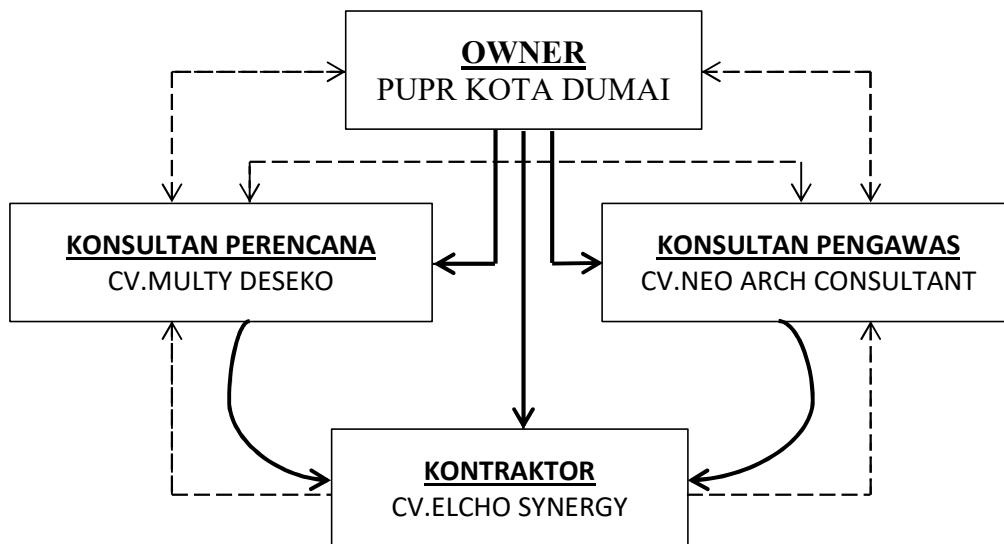 OWNER
PUPR KOTA DUMAI
KONSULTAN PERENCANA
CV.MULTY DESEKO
KONSULTAN PENGAWAS
CV.NEO ARCH CONSULTANT
KONTRAKTOR
CV.ELCHO SYNERGY